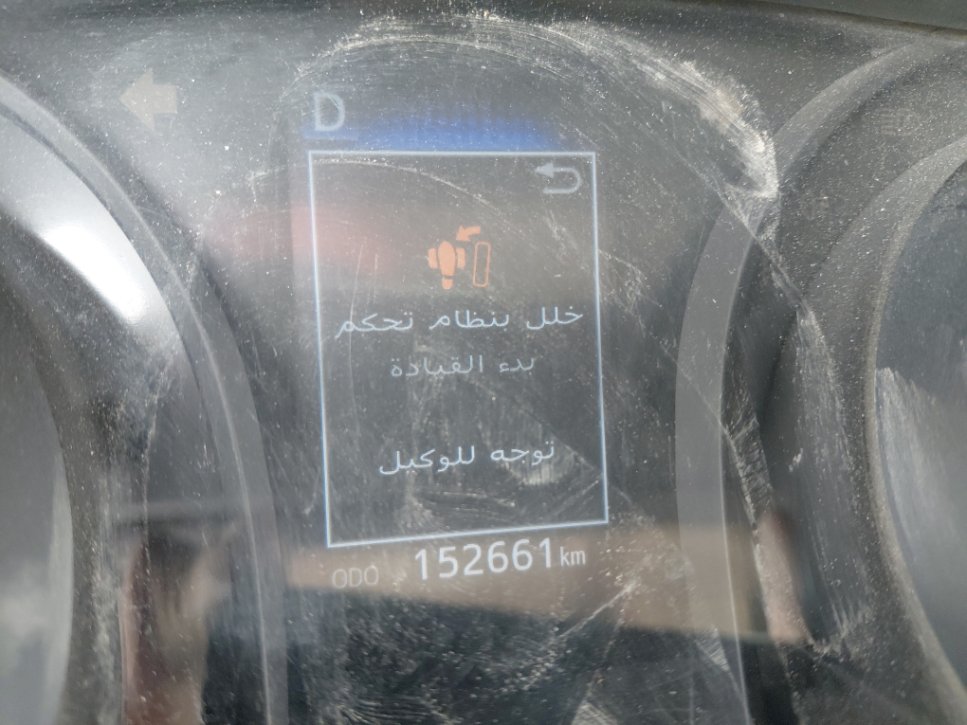 D
خلل بنظام تحكم
بدء القيادة
توجه للوكيل
ODO 152661 km